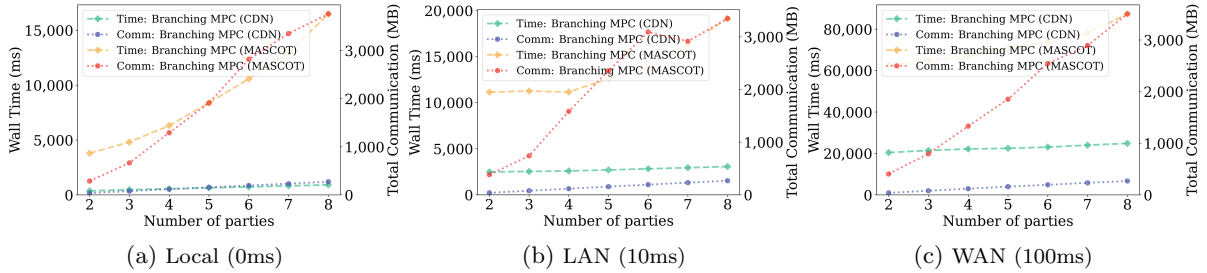 Time: Branching MPC (CDN)
Comm: Branching MPC (CDN)
Time: Branching MPC (MASCOT)
Comm: Branching MPC (MASCOT)
15,000
10,000
5,000
0
Wall Time (ms)
3,000
2,000
1,000
0
Total Communication (MB)
2 3 4 5 6 7 8
Number of parties
(a) Local (0ms)
Time: Branching MPC (CDN)
Comm: Branching MPC (CDN)
Time: Branching MPC (MASCOT)
Comm: Branching MPC (MASCOT)
20,000
15,000
10,000
5,000
0
Wall Time (ms)
3,000
2,000
1,000
0
Total Communication (MB)
2 3 4 5 6 7 8
Number of parties
(b) LAN (10ms)
Time: Branching MPC (CDN)
Comm: Branching MPC (CDN)
Time: Branching MPC (MASCOT)
Comm: Branching MPC (MASCOT)
80,000
60,000
40,000
20,000
0
Wall Time (ms)
3,000
2,000
1,000
0
Total Communication (MB)
2 3 4 5 6 7 8
Number of parties
(c) WAN (100ms)